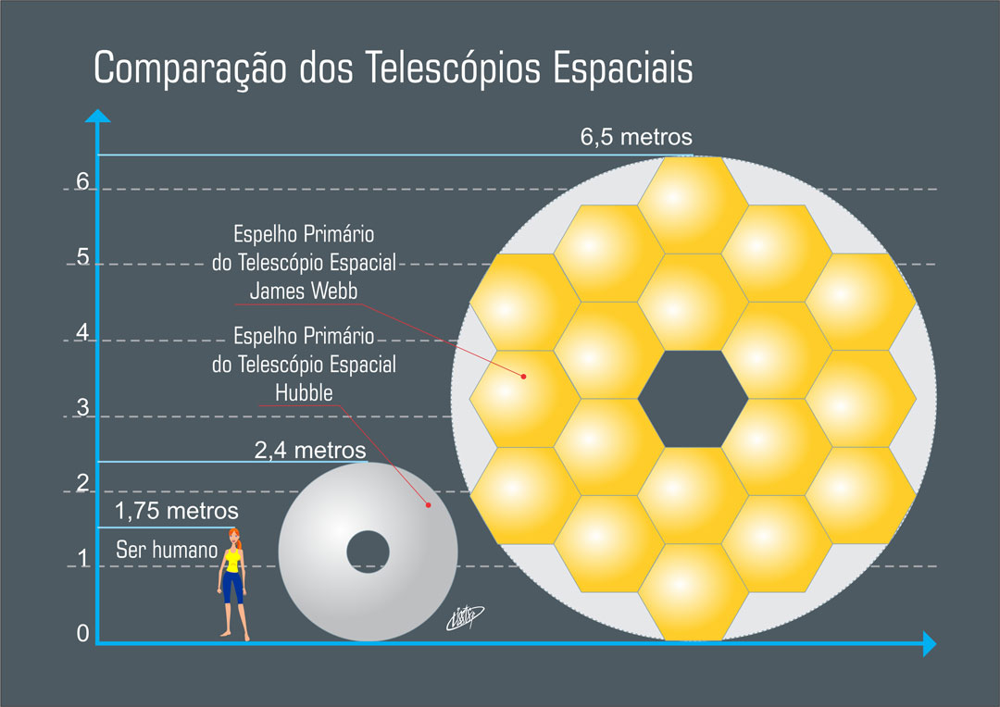 Comparação dos Telescópios Espaciais
6,5 metros
6
Espelho Primário
do Telescópio Espacial
James Webb
5
Espelho Primário
do Telescópio Espacial
Hubble
4
3
2,4 metros
2
1,75 metros
Ser humano
1
0